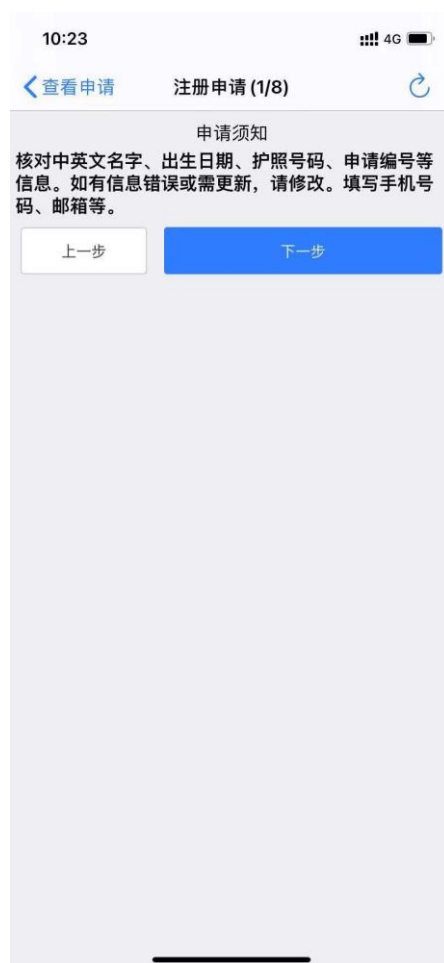 10:23
4G
查看申请
注册申请 (1/8)
申请须知
核对中英文名字、出生日期、护照号码、申请编号等
信息。如有信息错误或需更新，请修改。填写手机号
码、邮箱等。
上一步
下一步